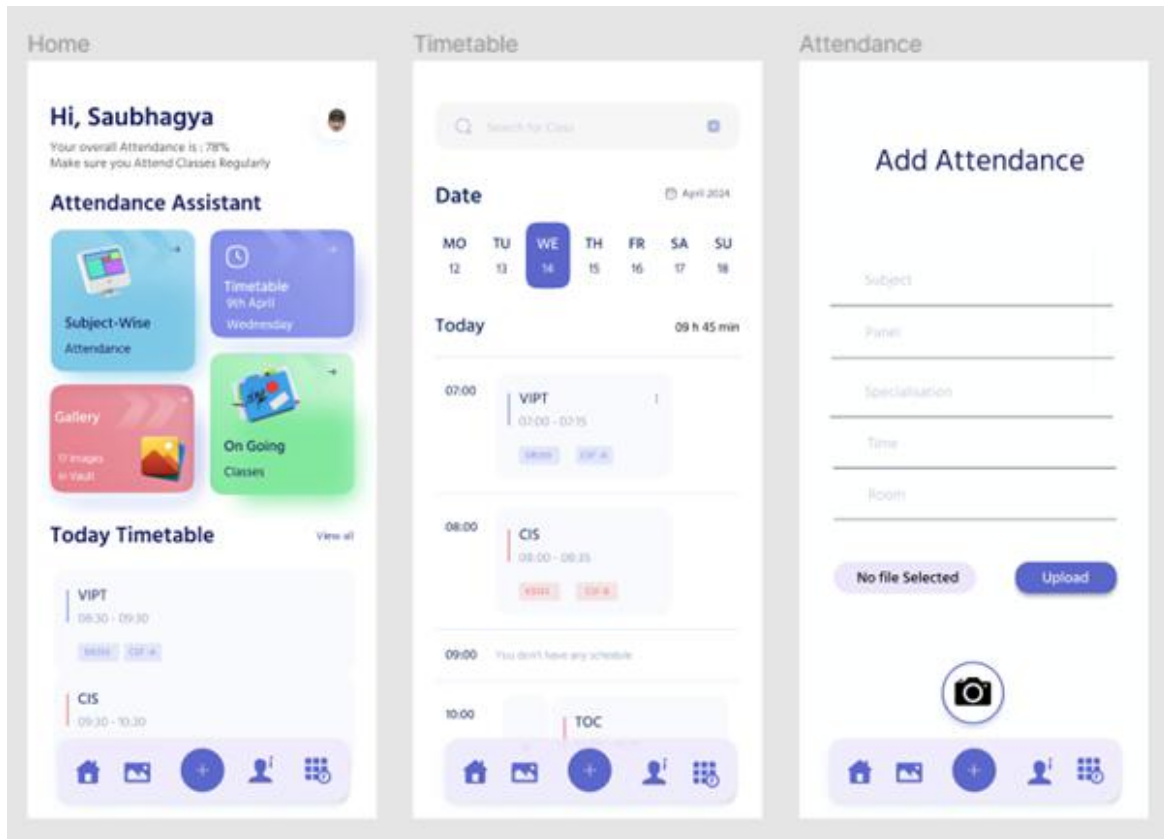 Home
Hi, Saubhagya
Your overall Attendance is : 78%
Make sure you Attend Classes Regularly
Attendance Assistant
Subject-Wise
Attendance
Timetable
9th April
Wednesday
Gallery
17 Images
in Vault
On Going
Classes
Today Timetable
View all
VIPT
08:30 - 09:30
CIS
09:30 - 10:30
Timetable
Search for Class
Date
April 2024
MO TU WE TH FR SA SU
12 13 14 15 16 17 18
Today
09 h 45 min
07:00
VIPT
08:00
CIS
08:00 - 08:35
09:00
You don't have any schedule
10:00
TOC
Attendance
Add Attendance
Subject
Panel
Specialisation
Time
Room
No file Selected
Upload